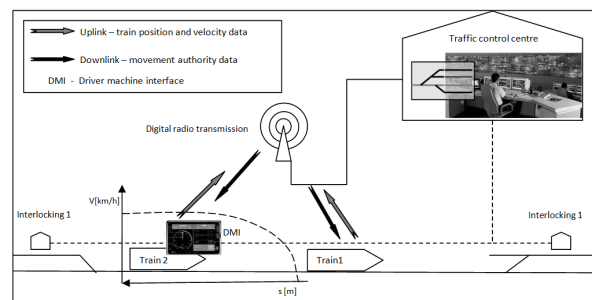 Uplink – train position and velocity data
Downlink – movement authority data
DMI - Driver machine interface
Traffic control centre
Digital radio transmission
V[km/h]
Interlocking 1
Interlocking 1
DMI
Train 2
Train1
s [m]